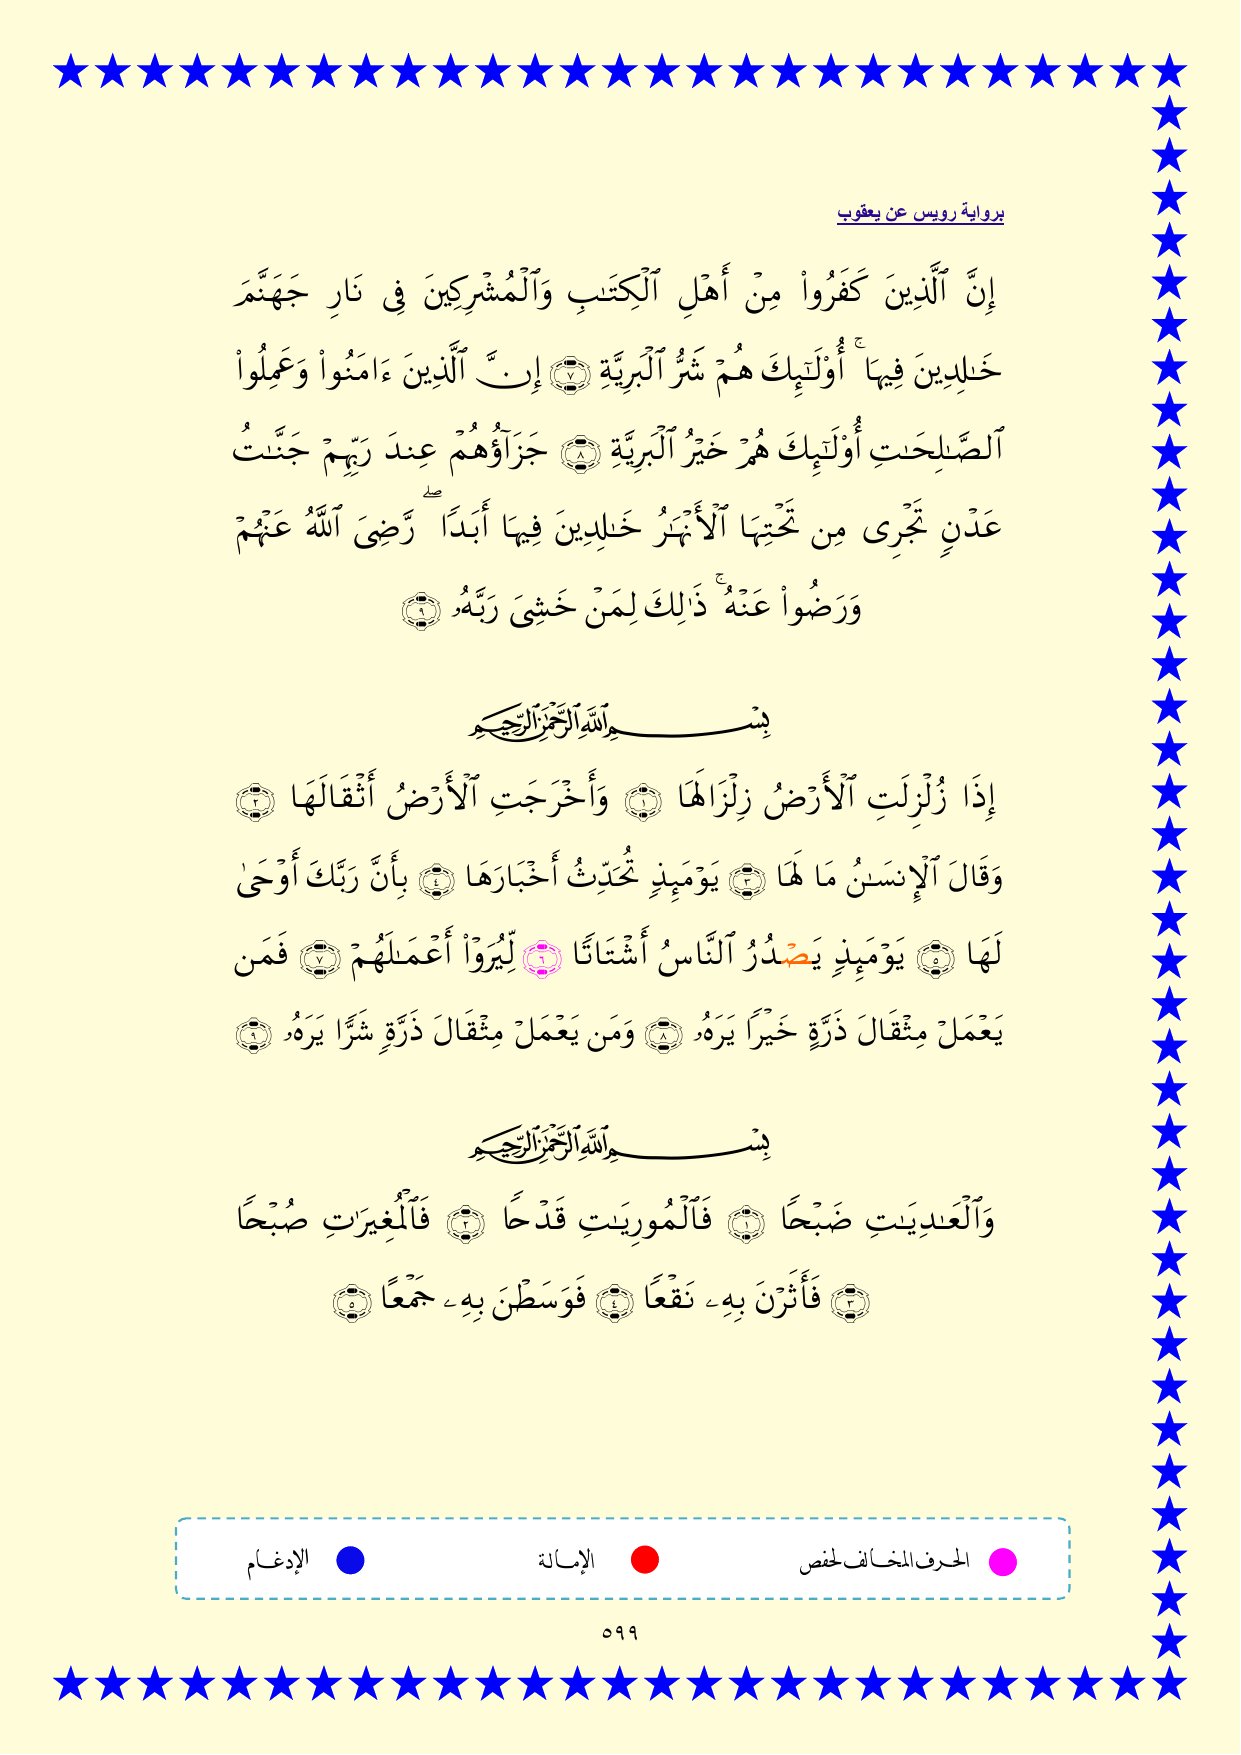 برواية رويس عن يعقوب
إِنَّ ٱلَّذِينَ كَفَرُوا۟ مِنْ أَهْلِ ٱلْكِتَـٰبِ وَٱلْمُشْرِكِينَ فِى نَارِ جَهَنَّمَ
خَـٰلِدِينَ فِيهَا ۚ أُو۟لَـٰٓئِكَ هُمْ شَرُّ ٱلْبَرِيَّةِ ٧ إِنَّ ٱلَّذِينَ ءَامَنُوا۟ وَعَمِلُوا۟
ٱلصَّـٰلِحَـٰتِ أُو۟لَـٰٓئِكَ هُمْ خَيْرُ ٱلْبَرِيَّةِ ٨ جَزَآؤُهُمْ عِندَ رَبِّهِمْ جَنَّـٰتُ
عَدْنٍ تَجْرِى مِن تَحْتِهَا ٱلْأَنْهَـٰرُ خَـٰلِدِينَ فِيهَا أَبَدًا ۖ رَّضِىَ ٱللَّهُ عَنْهُمْ
وَرَضُوا۟ عَنْهُ ۚ ذَٰلِكَ لِمَنْ خَشِىَ رَبَّهُۥ ٩
بِسْمِ ٱللَّهِ ٱلرَّحْمَـٰنِ ٱلرَّحِيمِ
إِذَا زُلْزِلَتِ ٱلْأَرْضُ زِلْزَالَهَا ١ وَأَخْرَجَتِ ٱلْأَرْضُ أَثْقَالَهَا ٢
وَقَالَ ٱلْإِنسَـٰنُ مَا لَهَا ٣ يَوْمَئِذٍ تُحَدِّثُ أَخْبَارَهَا ٤ بِأَنَّ رَبَّكَ أَوْحَىٰ
لَهَا ٥ يَوْمَئِذٍ يَصْدُرُ ٱلنَّاسُ أَشْتَاتًا ٦ لِّيُرَوْا۟ أَعْمَـٰلَهُمْ ٧ فَمَن
يَعْمَلْ مِثْقَالَ ذَرَّةٍ خَيْرًا يَرَهُۥ ٨ وَمَن يَعْمَلْ مِثْقَالَ ذَرَّةٍ شَرًّا يَرَهُۥ ٩
بِسْمِ ٱللَّهِ ٱلرَّحْمَـٰنِ ٱلرَّحِيمِ
وَٱلْعَـٰدِيَـٰتِ ضَبْحًا ١ فَٱلْمُورِيَـٰتِ قَدْحًا ٢ فَٱلْمُغِيرَٰتِ صُبْحًا
٣ فَأَثَرْنَ بِهِۦ نَقْعًا ٤ فَوَسَطْنَ بِهِۦ جَمْعًا ٥
الحرف المخالف لحفص الإمالة الإدغام
٥٩٩